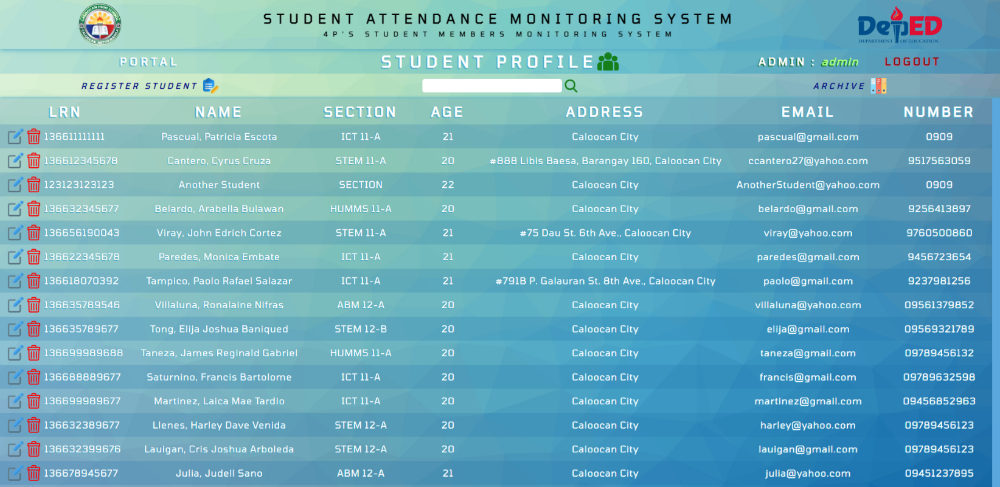 STUDENT ATTENDANCE MONITORING SYSTEM
4P'S STUDENT MEMBERS MONITORING SYSTEM
CALOOCAN HIGH SCHOOL
CALOOCAN, METRO MANILA
DepED
DEPARTMENT OF EDUCATION
PORTAL STUDENT PROFILE ADMIN : admin LOGOUT
REGISTER STUDENT ARCHIVE
LRN NAME SECTION AGE ADDRESS EMAIL NUMBER
136611111111 Pascual, Patricia Escota ICT 11-A 21 Caloocan City pascual@gmail.com 0909
136612345678 Cantero, Cyrus Cruza STEM 11-A 20 #888 Libis Baesa, Barangay 160, Caloocan City ccantero27@yahoo.com 9517563059
123123123123 Another Student SECTION 22 Caloocan City AnotherStudent@yahoo.com 0909
136632345677 Belardo, Arabella Bulawan HUMMS 11-A 20 Caloocan City belardo@gmail.com 9256413897
136656190043 Viray, John Edrich Cortez STEM 11-A 21 #75 Dau St. 6th Ave., Caloocan City viray@yahoo.com 9760500860
136622345678 Paredes, Monica Embate ICT 11-A 21 Caloocan City paredes@gmail.com 9456723654
136618070392 Tampico, Paolo Rafael Salazar ICT 11-A 21 #791B P. Galauran St. 8th Ave., Caloocan City paolo@gmail.com 9237981256
136635789546 Villaluna, Ronalaine Nifras ABM 12-A 20 Caloocan City villaluna@yahoo.com 09561379852
136635789677 Tong, Elija Joshua Baniqued STEM 12-B 20 Caloocan City elija@gmail.com 09569321789
136699989688 Taneza, James Reginald Gabriel HUMMS 11-A 20 Caloocan City taneza@gmail.com 09789456132
136688889677 Saturnino, Francis Bartolome ICT 11-A 20 Caloocan City francis@gmail.com 09789632598
136699989677 Martinez, Laica Mae Tardio ICT 11-A 20 Caloocan City martinez@gmail.com 09456852963
136632389677 Llenes, Harley Dave Venida STEM 12-A 20 Caloocan City harley@yahoo.com 09789456123
136632399676 Lauigan, Cris Joshua Arboleda STEM 12-A 20 Caloocan City lauigan@gmail.com 09789456123
136678945677 Julia, Judell Sano ABM 12-A 21 Caloocan City julia@yahoo.com 09451237895